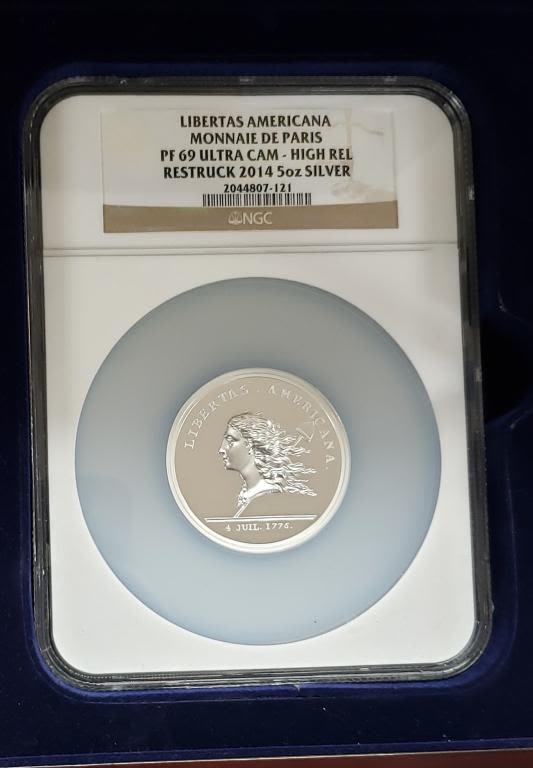 LIBERTAS AMERICANA
MONNAIE DE PARIS
PF 69 ULTRA CAM - HIGH REL
RESTRUCK 2014 5oz SILVER
2044807-121
NGC
LIBERTAS . AMERICANA.
4 JUIL. 1776.